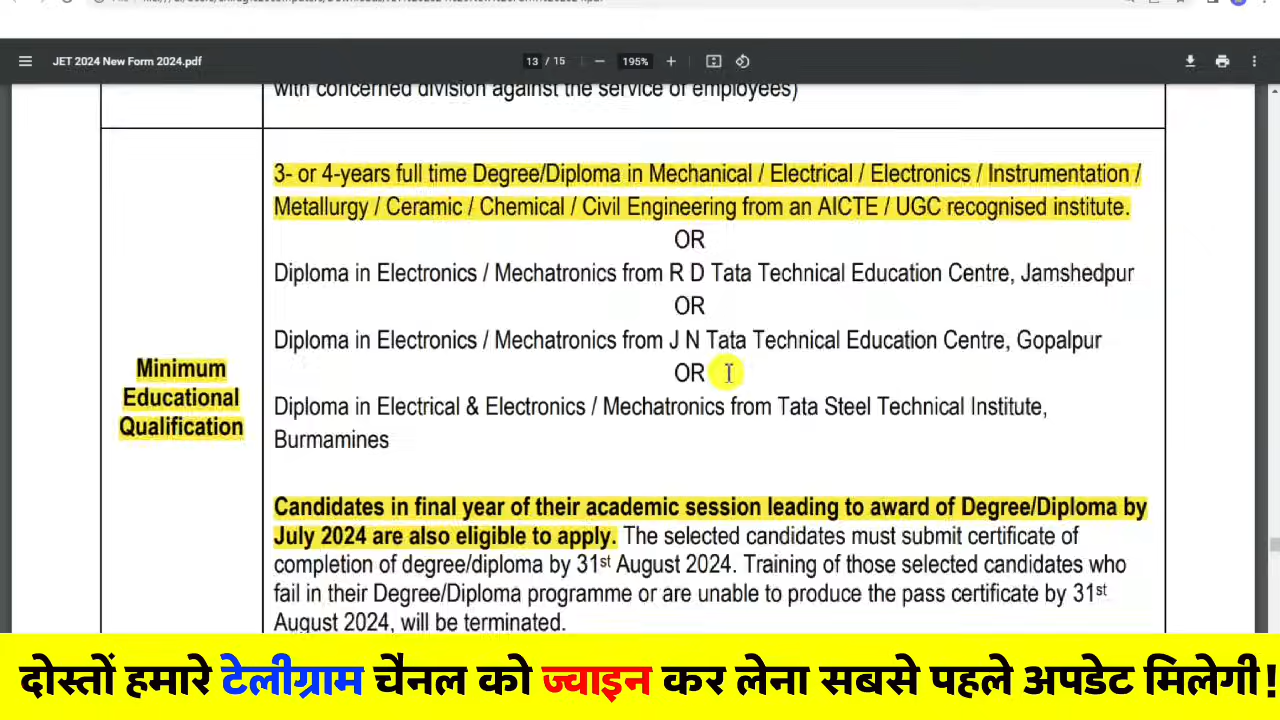 JET 2024 New Form 2024.pdf
13 / 15
195%
with concerned division against the service of employees)
3- or 4-years full time Degree/Diploma in Mechanical / Electrical / Electronics / Instrumentation /
Metallurgy / Ceramic / Chemical / Civil Engineering from an AICTE / UGC recognised institute.
OR
Diploma in Electronics / Mechatronics from R D Tata Technical Education Centre, Jamshedpur
OR
Diploma in Electronics / Mechatronics from J N Tata Technical Education Centre, Gopalpur
OR
Diploma in Electrical & Electronics / Mechatronics from Tata Steel Technical Institute,
Burmamines
Minimum
Educational
Qualification
Candidates in final year of their academic session leading to award of Degree/Diploma by
July 2024 are also eligible to apply. The selected candidates must submit certificate of
completion of degree/diploma by 31st August 2024. Training of those selected candidates who
fail in their Degree/Diploma programme or are unable to produce the pass certificate by 31st
August 2024, will be terminated.
दोस्तों हमारे टेलीग्राम चैनल को ज्वाइन कर लेना सबसे पहले अपडेट मिलेगी!